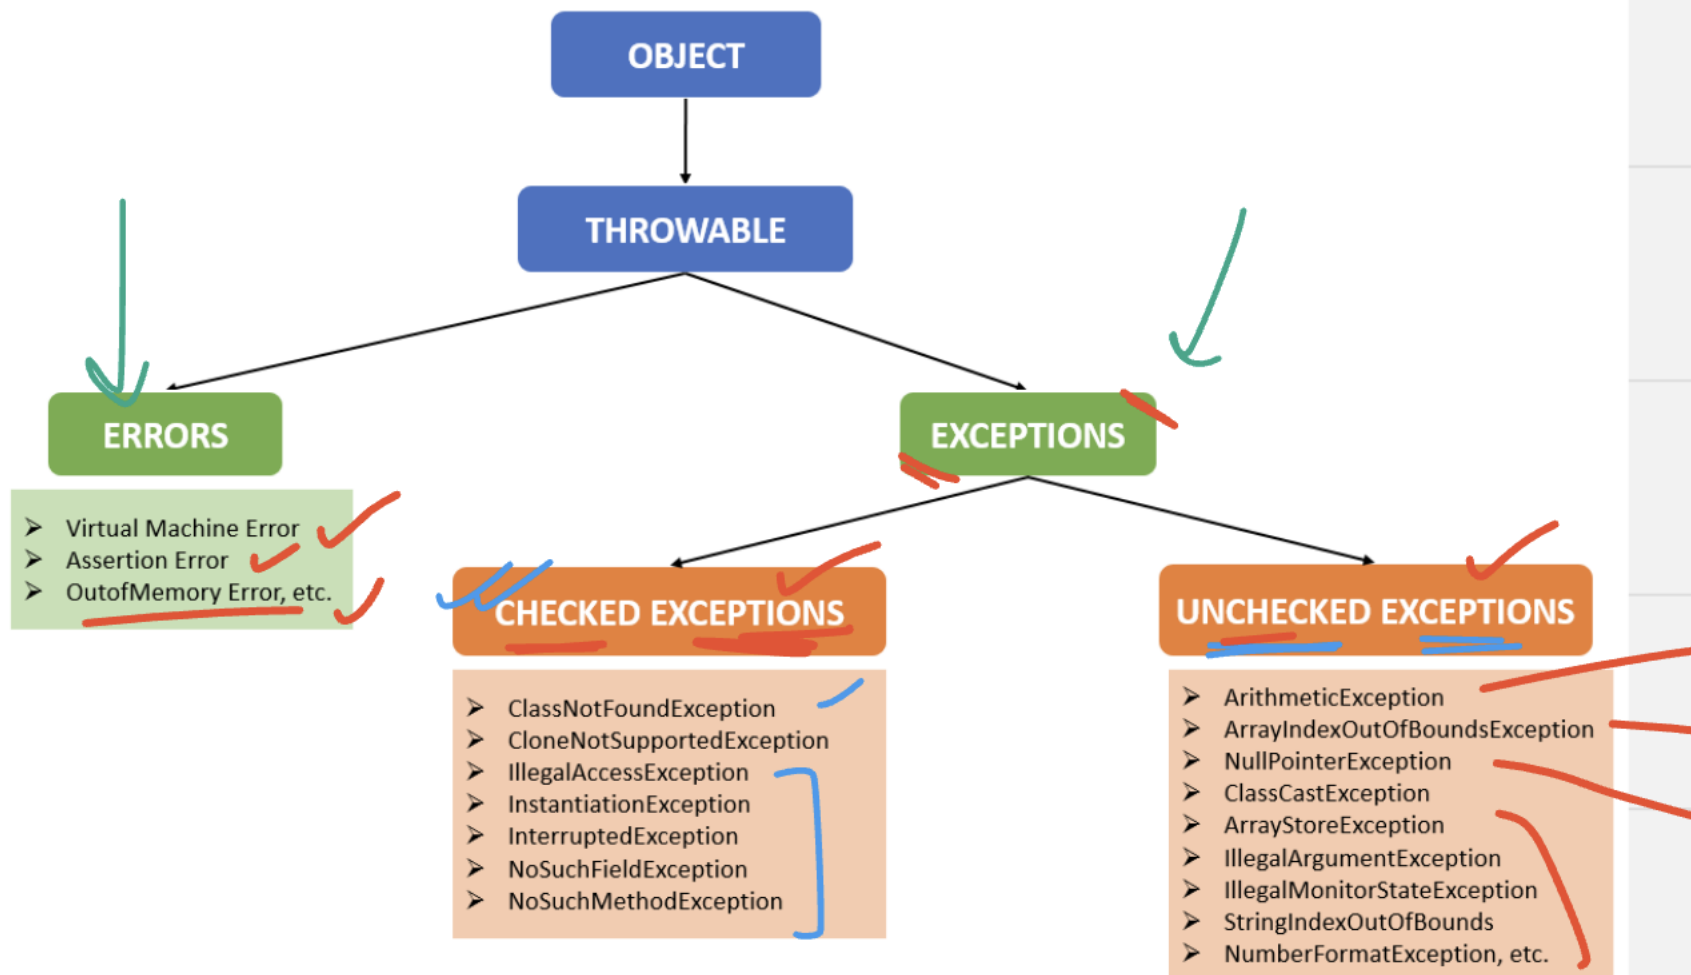 OBJECT
THROWABLE
ERRORS
EXCEPTIONS
Virtual Machine Error
Assertion Error
OutofMemory Error, etc.
CHECKED EXCEPTIONS
UNCHECKED EXCEPTIONS
ClassNotFoundException
CloneNotSupportedException
IllegalAccessException
InstantiationException
InterruptedException
NoSuchFieldException
NoSuchMethodException
ArithmeticException
ArrayIndexOutOfBoundsException
NullPointerException
ClassCastException
ArrayStoreException
IllegalArgumentException
IllegalMonitorStateException
StringIndexOutOfBounds
NumberFormatException, etc.